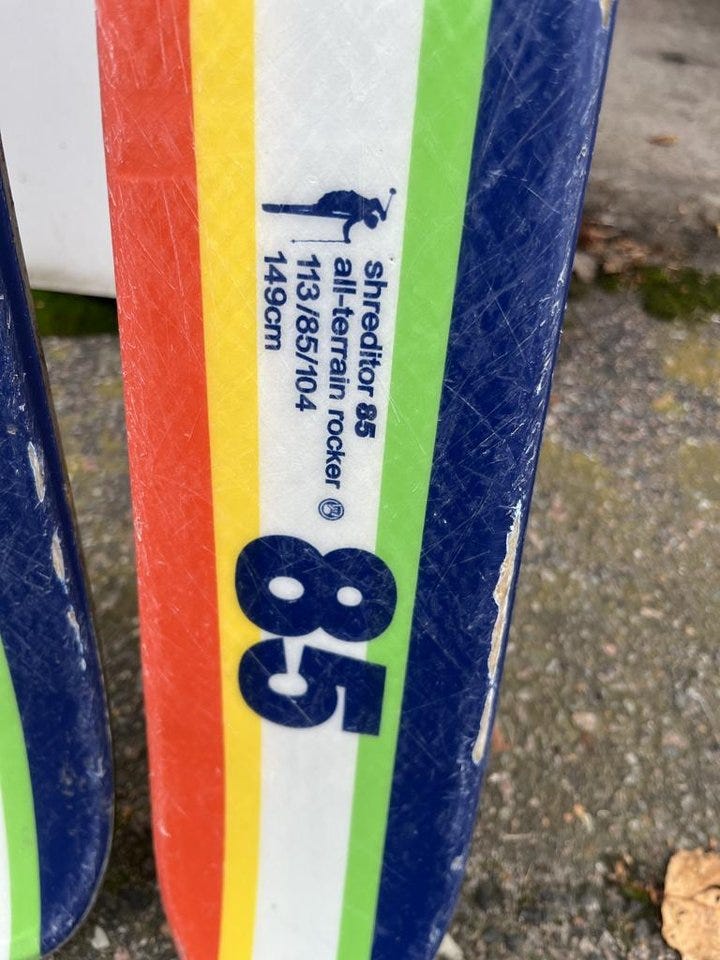 shreditor 85
all-terrain rocker
113/85/104
149cm
85